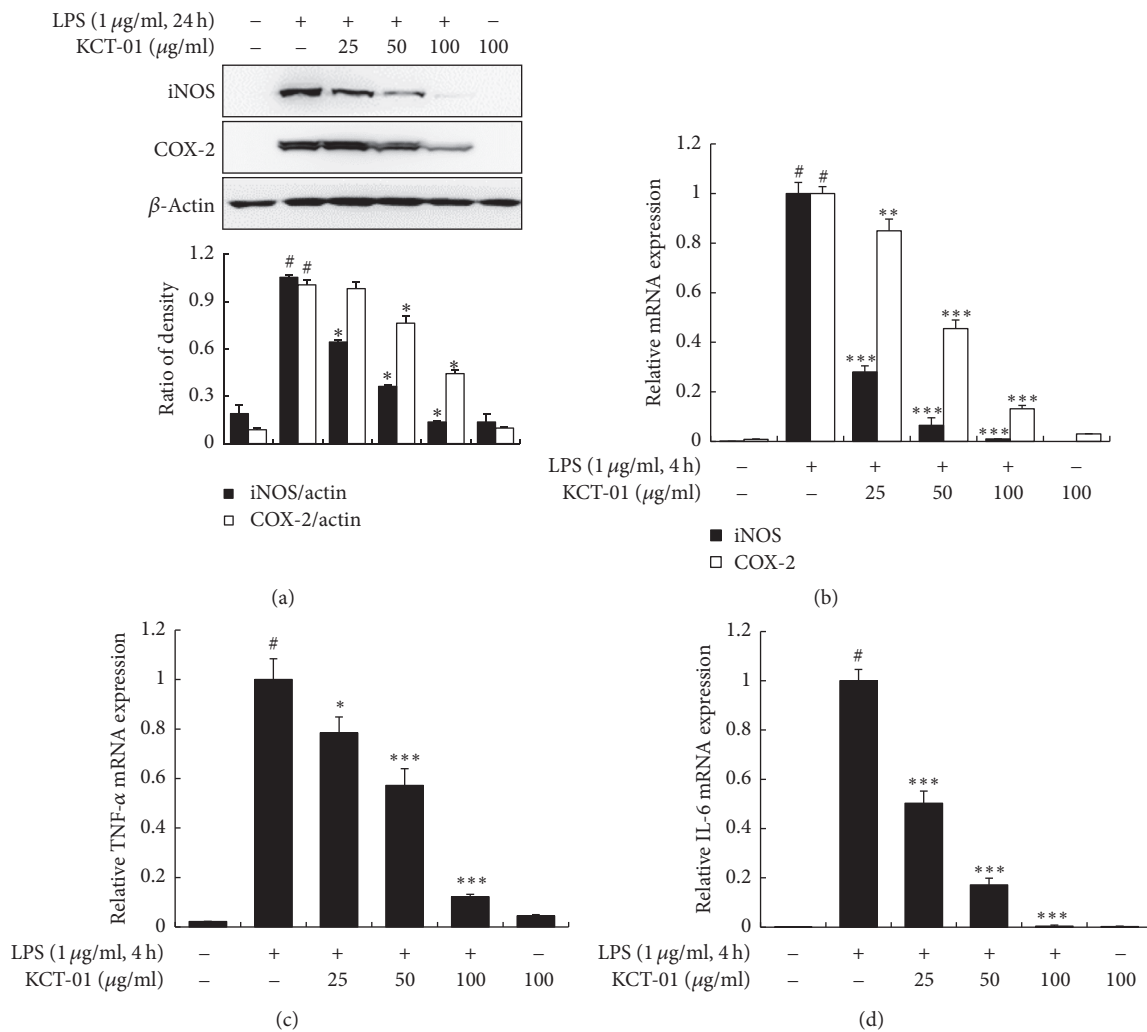 LPS (1 μg/ml, 24 h) – + + + + –
KCT-01 (μg/ml) – – 25 50 100 100
iNOS
COX-2
β-Actin
Ratio of density
1.2
0.9
0.6
0.3
0
# #
*
*
*
*
*
iNOS/actin
COX-2/actin
(a)
Relative mRNA expression
1.2
1
0.8
0.6
0.4
0.2
0
# #
**
***
***
***
***
***
LPS (1 μg/ml, 4 h) – + + + + –
KCT-01 (μg/ml) – – 25 50 100 100
iNOS
COX-2
(b)
Relative TNF-α mRNA expression
1.2
1
0.8
0.6
0.4
0.2
0
#
*
***
***
LPS (1 μg/ml, 4 h) – + + + + –
KCT-01 (μg/ml) – – 25 50 100 100
(c)
Relative IL-6 mRNA expression
1.2
1
0.8
0.6
0.4
0.2
0
#
***
***
***
LPS (1 μg/ml, 4 h) – + + + + –
KCT-01 (μg/ml) – – 25 50 100 100
(d)